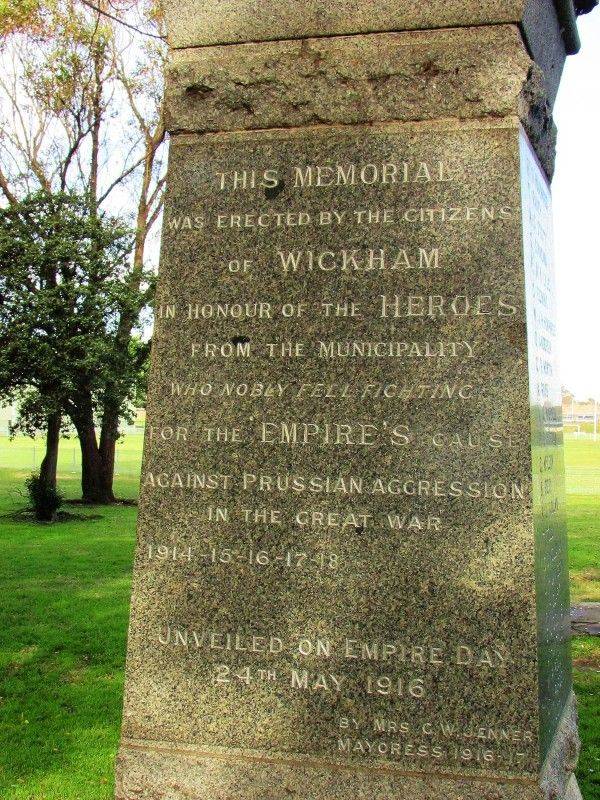 THIS MEMORIAL
WAS ERECTED BY THE CITIZENS
OF WICKHAM
IN HONOUR OF THE HEROES
FROM THE MUNICIPALITY
WHO NOBLY FELL FIGHTING
FOR THE EMPIRE'S CAUSE
AGAINST PRUSSIAN AGGRESSION
IN THE GREAT WAR
1914-15-16-17-18
UNVEILED ON EMPIRE DAY
24TH MAY 1916
BY MRS C.W. JENNER
MAYORESS 1916-17